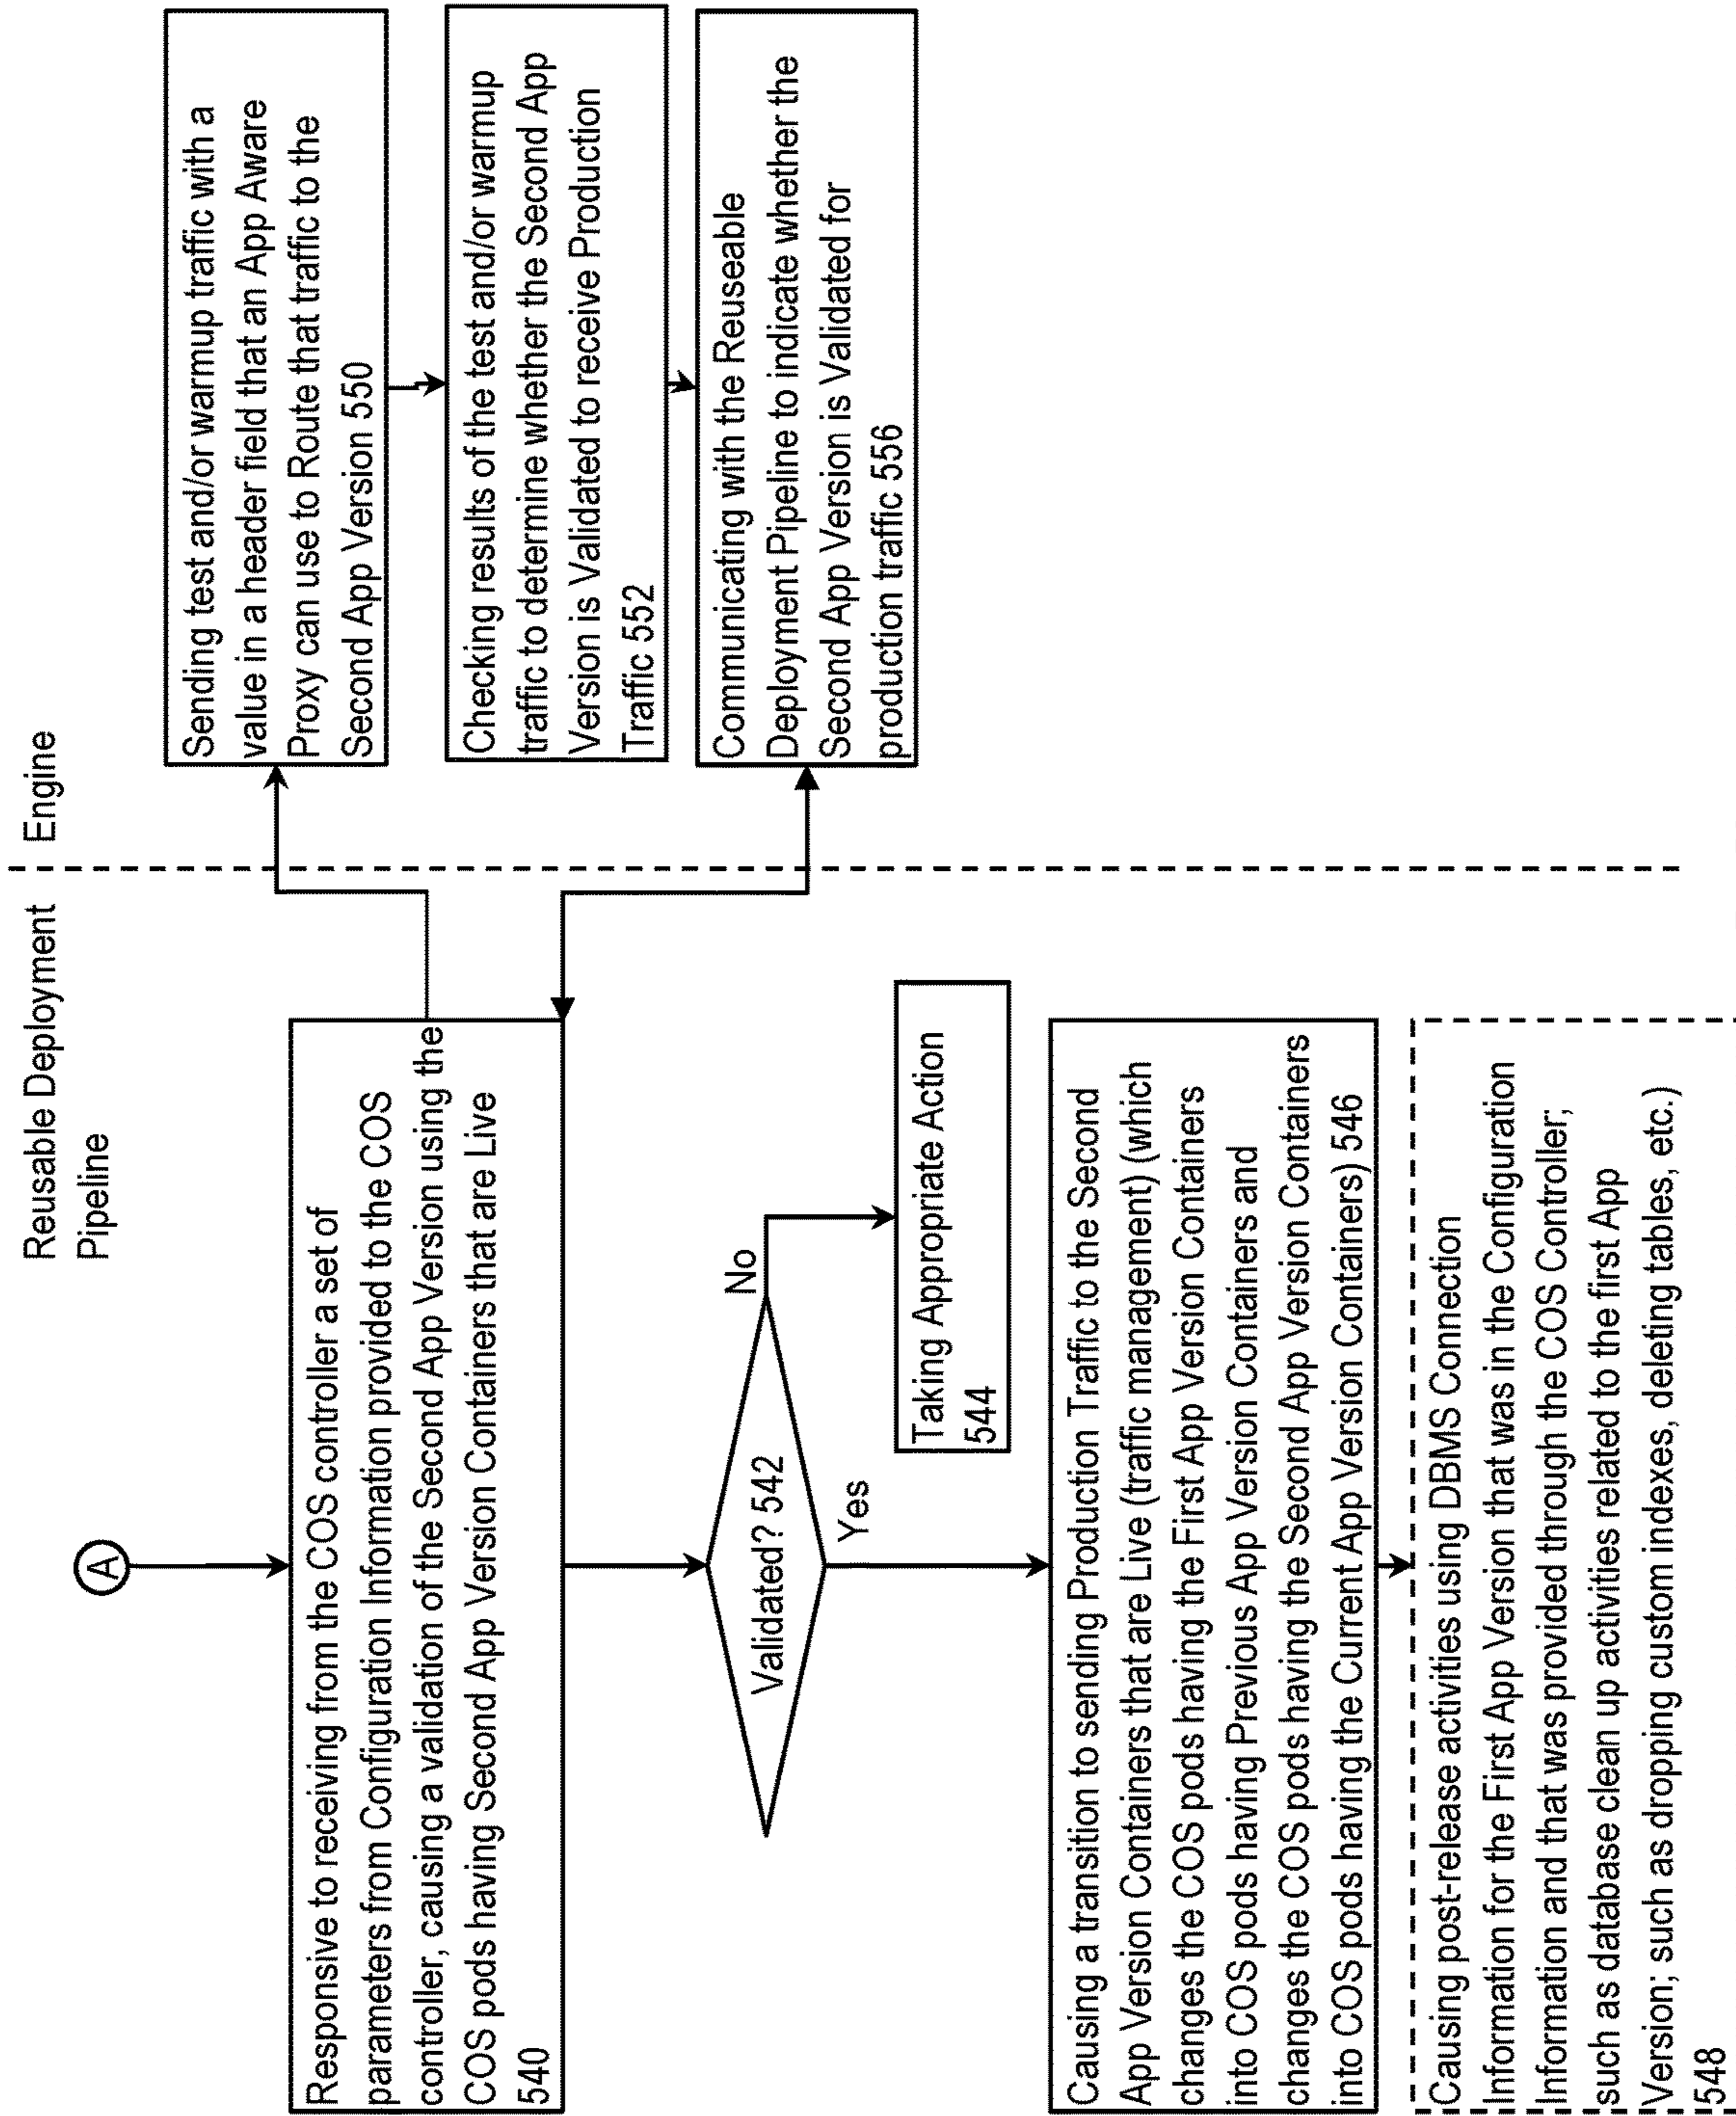 Reusable Deployment
Pipeline
Engine
A
Responsive to receiving from the COS controller a set of
parameters from Configuration Information provided to the COS
controller, causing a validation of the Second App Version using the
COS pods having Second App Version Containers that are Live
540
Validated? 542
No
Yes
Taking Appropriate Action
544
Causing a transition to sending Production Traffic to the Second
App Version Containers that are Live (traffic management) (which
changes the COS pods having the First App Version Containers
into COS pods having Previous App Version Containers and
changes the COS pods having the Second App Version Containers
into COS pods having the Current App Version Containers) 546
Causing post-release activities using DBMS Connection
Information for the First App Version that was in the Configuration
Information and that was provided through the COS Controller;
such as database clean up activities related to the first App
Version; such as dropping custom indexes, deleting tables, etc.)
548
Sending test and/or warmup traffic with a
value in a header field that an App Aware
Proxy can use to Route that traffic to the
Second App Version 550
Checking results of the test and/or warmup
traffic to determine whether the Second App
Version is Validated to receive Production
Traffic 552
Communicating with the Reuseable
Deployment Pipeline to indicate whether the
Second App Version is Validated for
production traffic 556